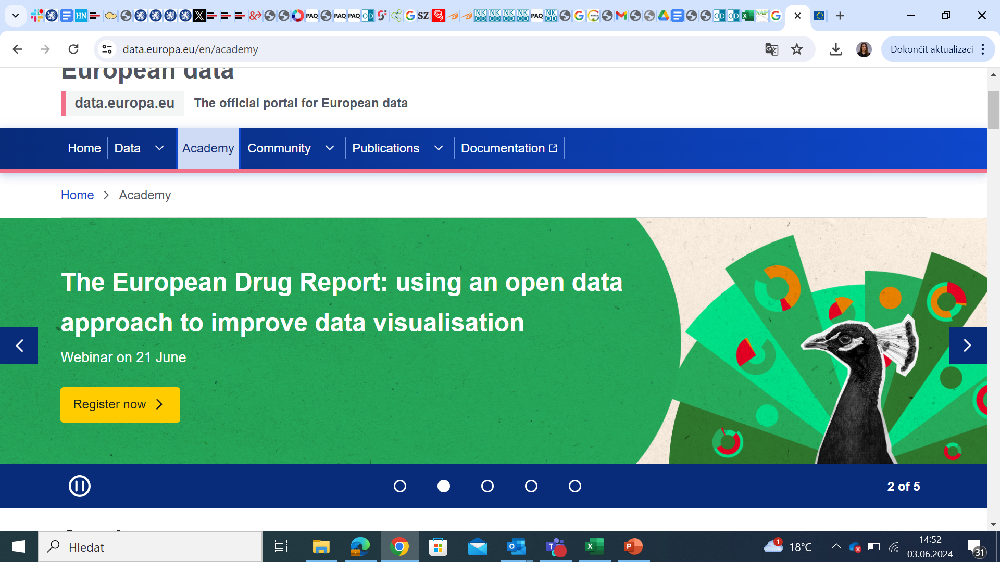 data.europa.eu/en/academy
Dokončit aktualizaci
European data
data.europa.eu
The official portal for European data
Home
Data
Academy
Community
Publications
Documentation
Home
Academy
The European Drug Report: using an open data
approach to improve data visualisation
Webinar on 21 June
Register now
2 of 5
Hledat
1
18°C
14:52
03.06.2024
31